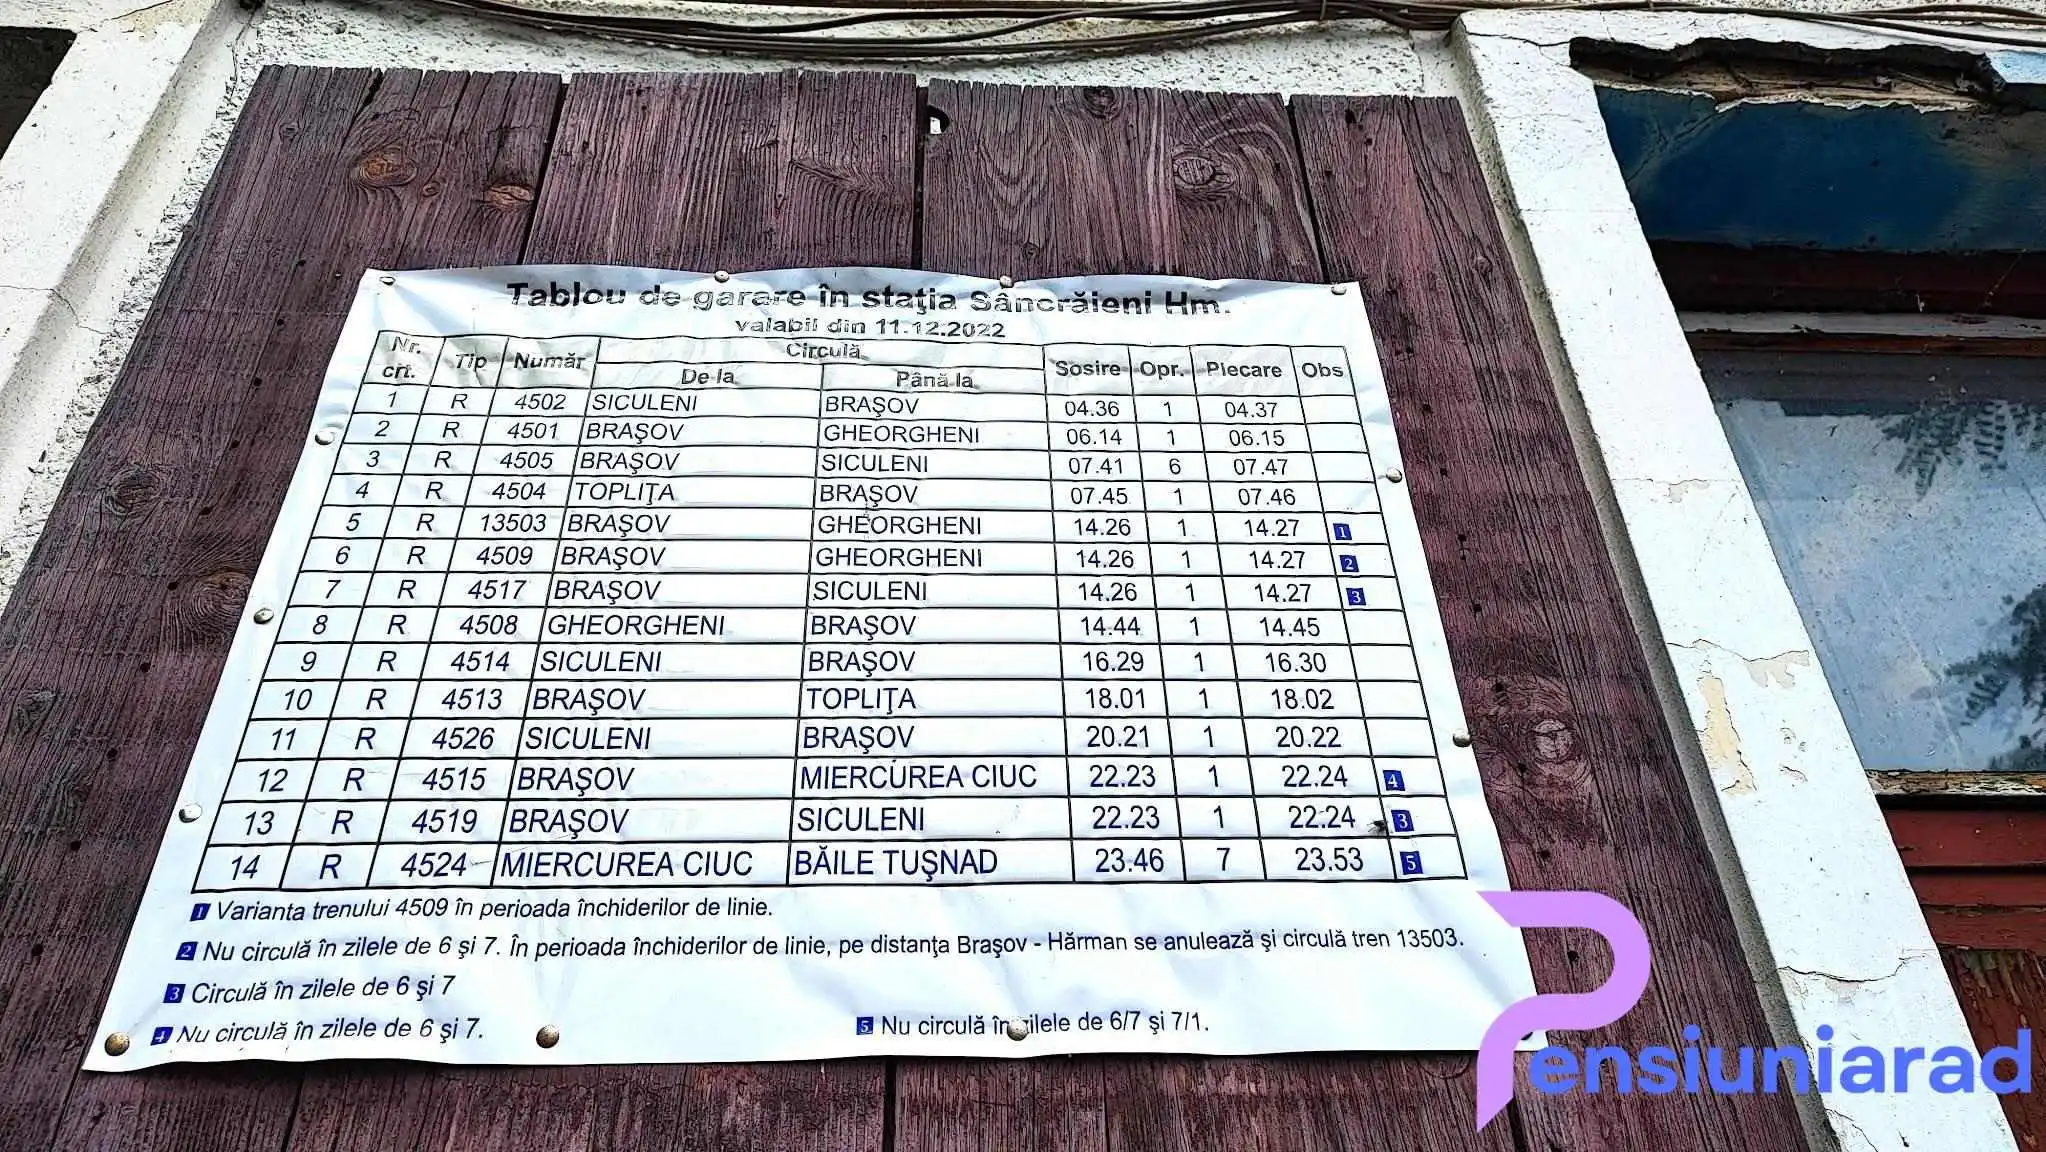 Tablou de garare în staţia Sâncrăieni Hm.
valabil din 11.12.2022
Nr. crt. Tip Număr Circulă Sosire Opr. Plecare Obs
De la Până la
1 R 4502 SICULENI BRAŞOV 04.36 1 04.37
2 R 4501 BRAŞOV GHEORGHENI 06.14 1 06.15
3 R 4505 BRAŞOV SICULENI 07.41 6 07.47
4 R 4504 TOPLIŢA BRAŞOV 07.45 1 07.46
5 R 13503 BRAŞOV GHEORGHENI 14.26 1 14.27 1
6 R 4509 BRAŞOV GHEORGHENI 14.26 1 14.27 2
7 R 4517 BRAŞOV SICULENI 14.26 1 14.27 3
8 R 4508 GHEORGHENI BRAŞOV 14.44 1 14.45
9 R 4514 SICULENI BRAŞOV 16.29 1 16.30
10 R 4513 BRAŞOV TOPLIŢA 18.01 1 18.02
11 R 4526 SICULENI BRAŞOV 20.21 1 20.22
12 R 4515 BRAŞOV MIERCUREA CIUC 22.23 1 22.24 4
13 R 4519 BRAŞOV SICULENI 22.23 1 22.24 3
14 R 4524 MIERCUREA CIUC BĂILE TUŞNAD 23.46 7 23.53 5
1 Varianta trenului 4509 în perioada închiderilor de linie.
2 Nu circulă în zilele de 6 şi 7. În perioada închiderilor de linie, pe distanţa Braşov - Hărman se anulează şi circulă tren 13503.
3 Circulă în zilele de 6 şi 7
4 Nu circulă în zilele de 6 şi 7.
5 Nu circulă în zilele de 6/7 şi 7/1.
Pensiuniarad